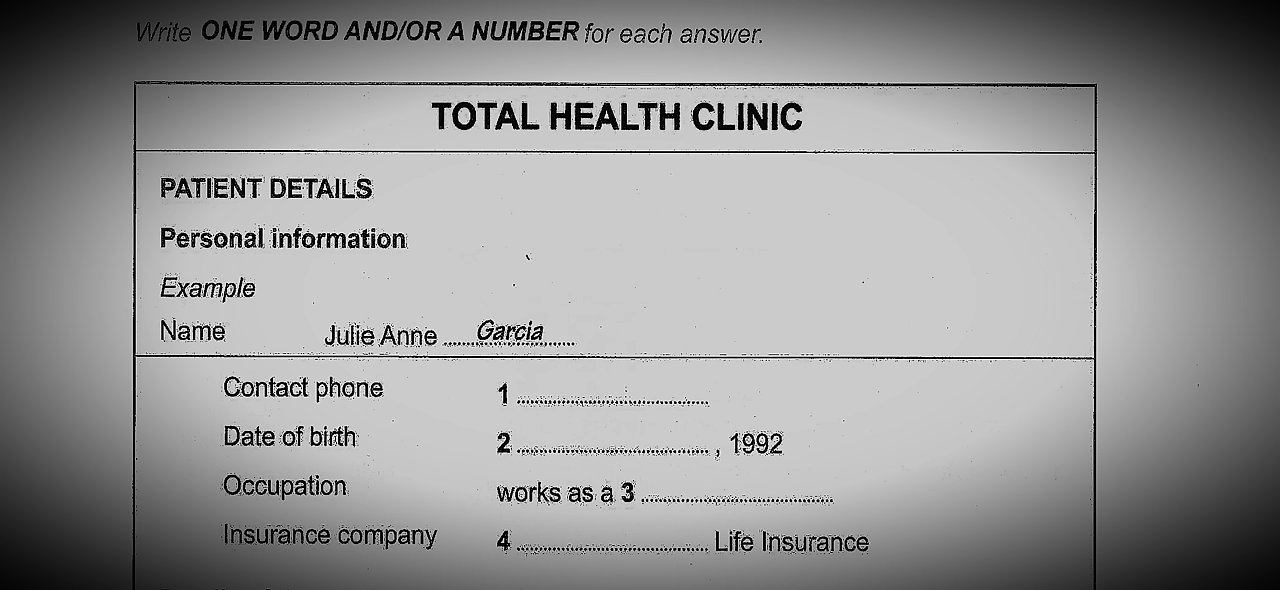 Write ONE WORD AND/OR A NUMBER for each answer.
TOTAL HEALTH CLINIC
PATIENT DETAILS
Personal information
Example
Name Julie Anne ........Garcia......
Contact phone 1 ........................................
Date of birth 2 ........................................ , 1992
Occupation works as a 3 ........................................
Insurance company 4 ........................................ Life Insurance